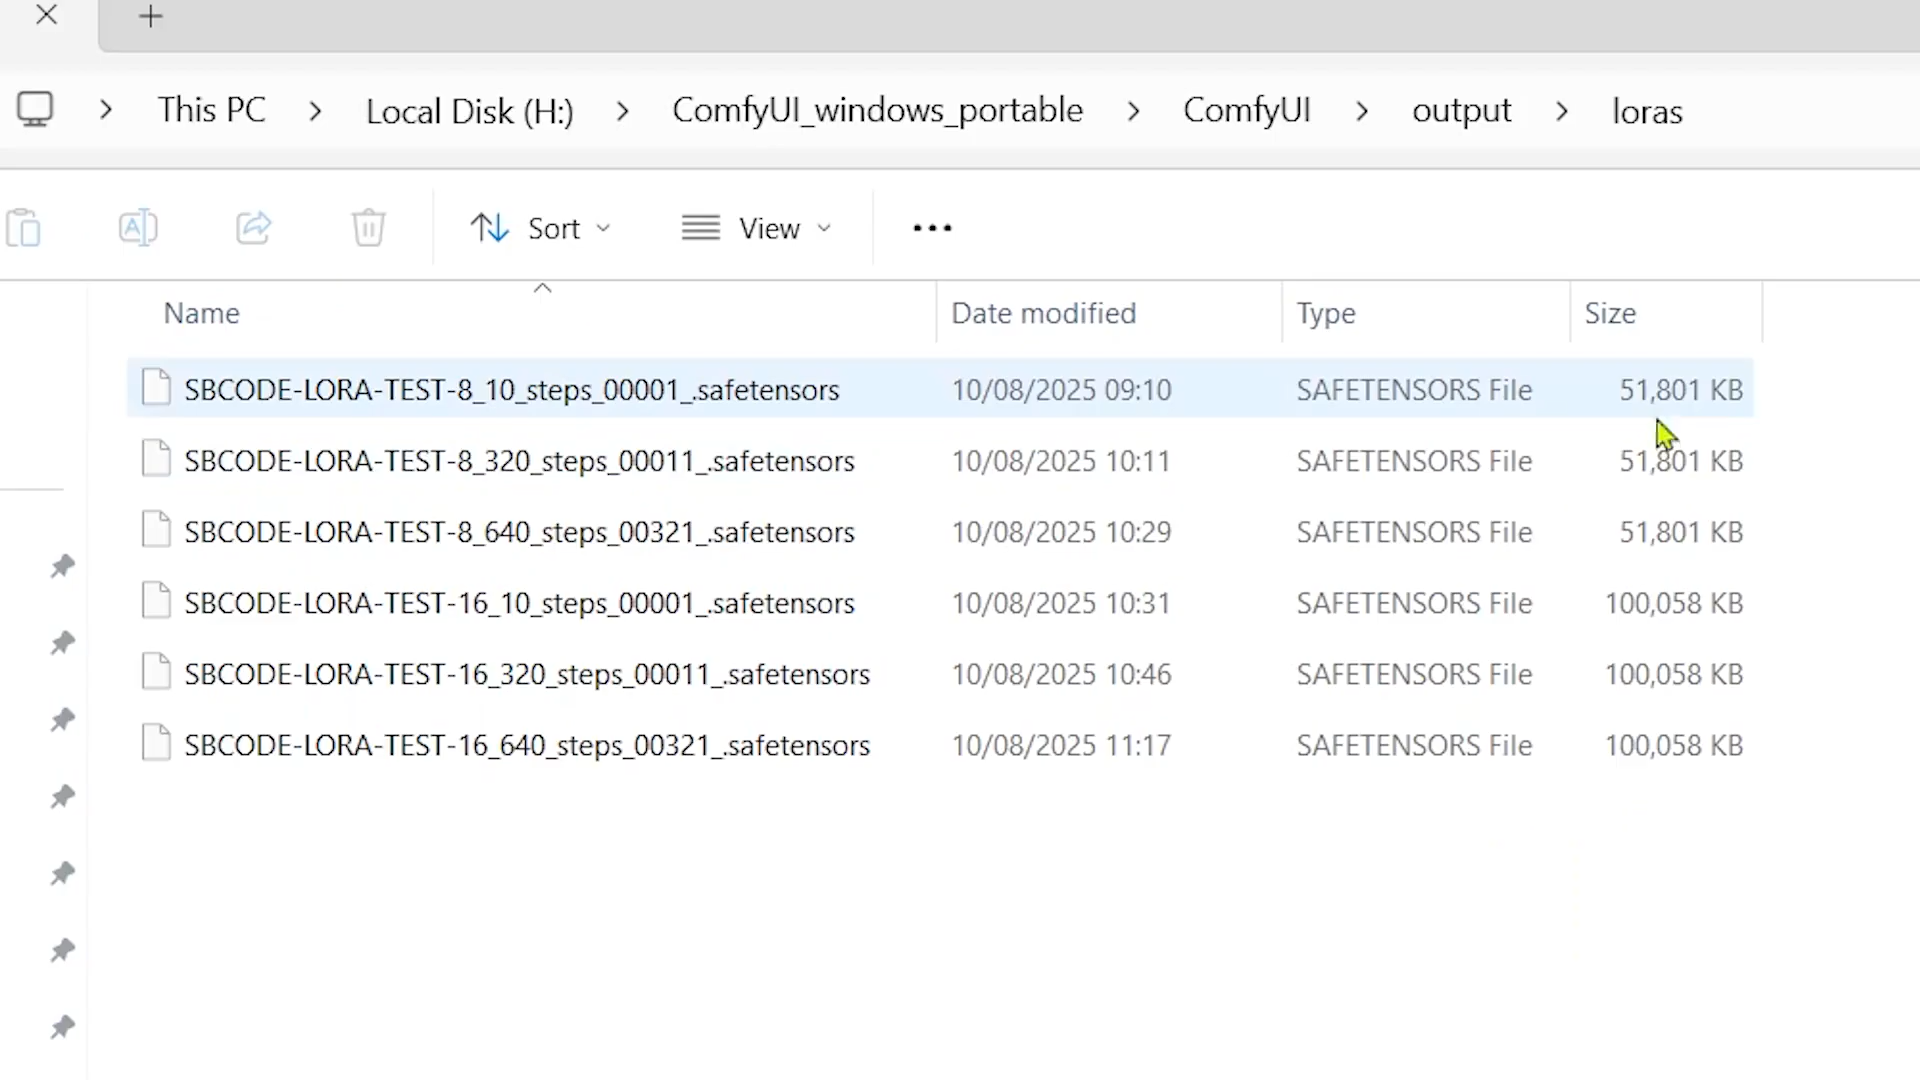 This PC > Local Disk (H:) > ComfyUI_windows_portable > ComfyUI > output > loras
Sort View
Name Date modified Type Size
SBCODE-LORA-TEST-8_10_steps_00001_.safetensors 10/08/2025 09:10 SAFETENSORS File 51,801 KB
SBCODE-LORA-TEST-8_320_steps_00011_.safetensors 10/08/2025 10:11 SAFETENSORS File 51,801 KB
SBCODE-LORA-TEST-8_640_steps_00321_.safetensors 10/08/2025 10:29 SAFETENSORS File 51,801 KB
SBCODE-LORA-TEST-16_10_steps_00001_.safetensors 10/08/2025 10:31 SAFETENSORS File 100,058 KB
SBCODE-LORA-TEST-16_320_steps_00011_.safetensors 10/08/2025 10:46 SAFETENSORS File 100,058 KB
SBCODE-LORA-TEST-16_640_steps_00321_.safetensors 10/08/2025 11:17 SAFETENSORS File 100,058 KB